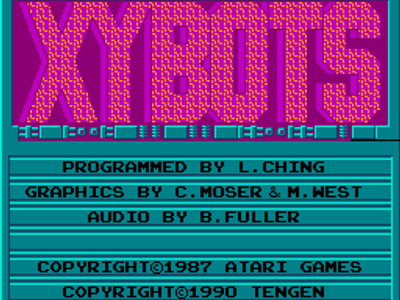 XYBOTS
PROGRAMMED BY L.CHING
GRAPHICS BY C.MOSER & M.WEST
AUDIO BY B.FULLER
COPYRIGHT©1987 ATARI GAMES
COPYRIGHT©1990 TENGEN